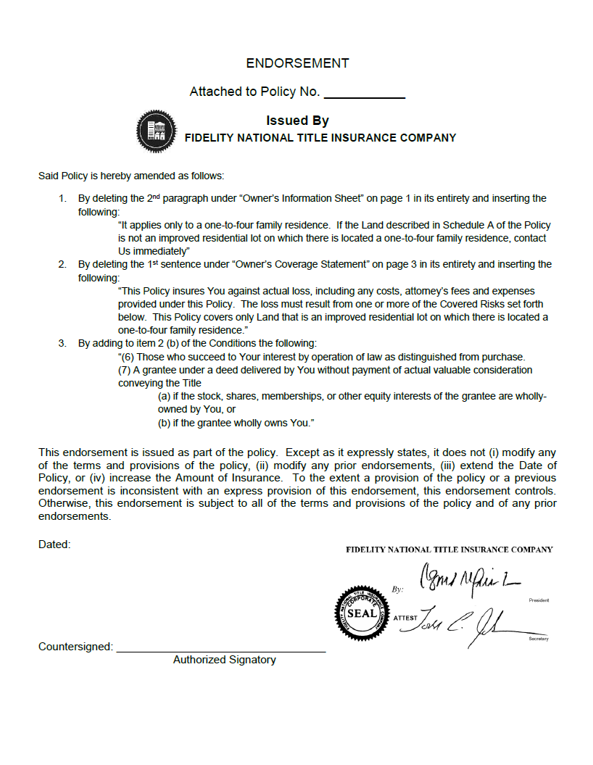 ENDORSEMENT
Attached to Policy No. ___________
Issued By
FIDELITY NATIONAL TITLE INSURANCE COMPANY
Said Policy is hereby amended as follows:
1. By deleting the 2nd paragraph under “Owner’s Information Sheet” on page 1 in its entirety and inserting the
following:
“It applies only to a one-to-four family residence. If the Land described in Schedule A of the Policy
is not an improved residential lot on which there is located a one-to-four family residence, contact
Us immediately”
2. By deleting the 1st sentence under “Owner’s Coverage Statement” on page 3 in its entirety and inserting the
following:
“This Policy insures You against actual loss, including any costs, attorney’s fees and expenses
provided under this Policy. The loss must result from one or more of the Covered Risks set forth
below. This Policy covers only Land that is an improved residential lot on which there is located a
one-to-four family residence.”
3. By adding to item 2 (b) of the Conditions the following:
“(6) Those who succeed to Your interest by operation of law as distinguished from purchase.
(7) A grantee under a deed delivered by You without payment of actual valuable consideration
conveying the Title
(a) if the stock, shares, memberships, or other equity interests of the grantee are wholly-
owned by You, or
(b) if the grantee wholly owns You.”
This endorsement is issued as part of the policy. Except as it expressly states, it does not (i) modify any
of the terms and provisions of the policy, (ii) modify any prior endorsements, (iii) extend the Date of
Policy, or (iv) increase the Amount of Insurance. To the extent a provision of the policy or a previous
endorsement is inconsistent with an express provision of this endorsement, this endorsement controls.
Otherwise, this endorsement is subject to all of the terms and provisions of the policy and of any prior
endorsements.
Dated:
FIDELITY NATIONAL TITLE INSURANCE COMPANY
By:
President
CORPORATE
SEAL
ATTEST
Secretary
Countersigned: ___________________________________
Authorized Signatory